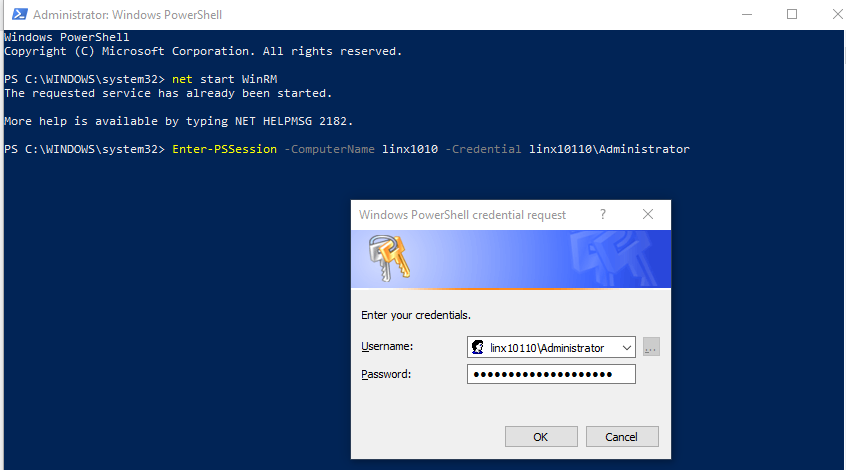 Administrator: Windows PowerShell
Windows PowerShell
Copyright (C) Microsoft Corporation. All rights reserved.
PS C:\WINDOWS\system32> net start WinRM
The requested service has already been started.
More help is available by typing NET HELPMSG 2182.
PS C:\WINDOWS\system32> Enter-PSSession -ComputerName linx1010 -Credential linx10110\Administrator
Windows PowerShell credential request
Enter your credentials.
Username: linx10110\Administrator ...
Password: ●●●●●●●●●●●●●●●●●●●●
OK Cancel